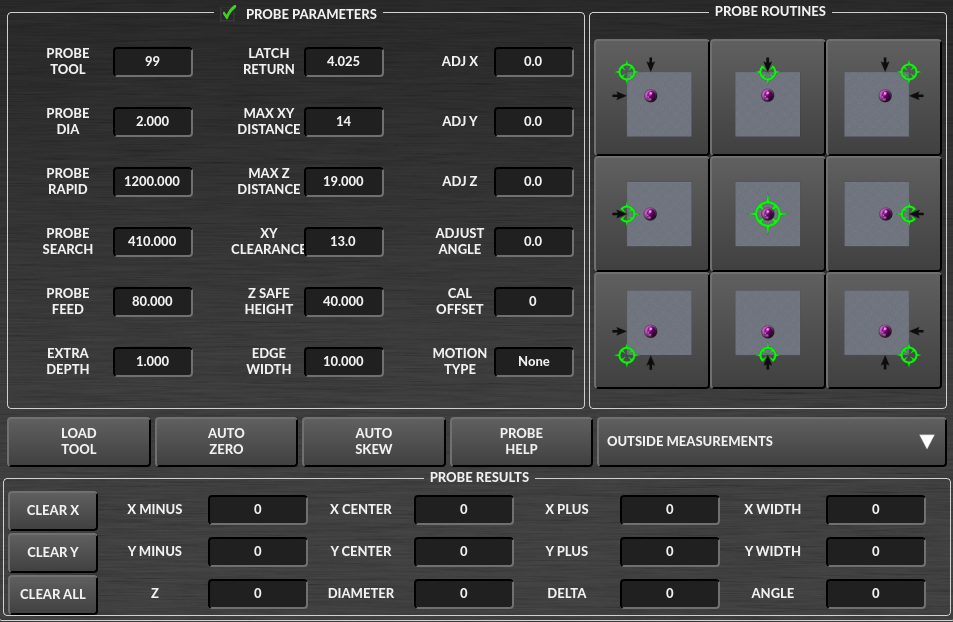 PROBE PARAMETERS
PROBE
TOOL
99
LATCH
RETURN
4.025
ADJ X
0.0
PROBE
DIA
2.000
MAX XY
DISTANCE
14
ADJ Y
0.0
PROBE
RAPID
1200.000
MAX Z
DISTANCE
19.000
ADJ Z
0.0
PROBE
SEARCH
410.000
XY
CLEARANCE
13.0
ADJUST
ANGLE
0.0
PROBE
FEED
80.000
Z SAFE
HEIGHT
40.000
CAL
OFFSET
0
EXTRA
DEPTH
1.000
EDGE
WIDTH
10.000
MOTION
TYPE
None
PROBE ROUTINES
LOAD
TOOL
AUTO
ZERO
AUTO
SKEW
PROBE
HELP
OUTSIDE MEASUREMENTS
PROBE RESULTS
CLEAR X
X MINUS
0
X CENTER
0
X PLUS
0
X WIDTH
0
CLEAR Y
Y MINUS
0
Y CENTER
0
Y PLUS
0
Y WIDTH
0
CLEAR ALL
Z
0
DIAMETER
0
DELTA
0
ANGLE
0